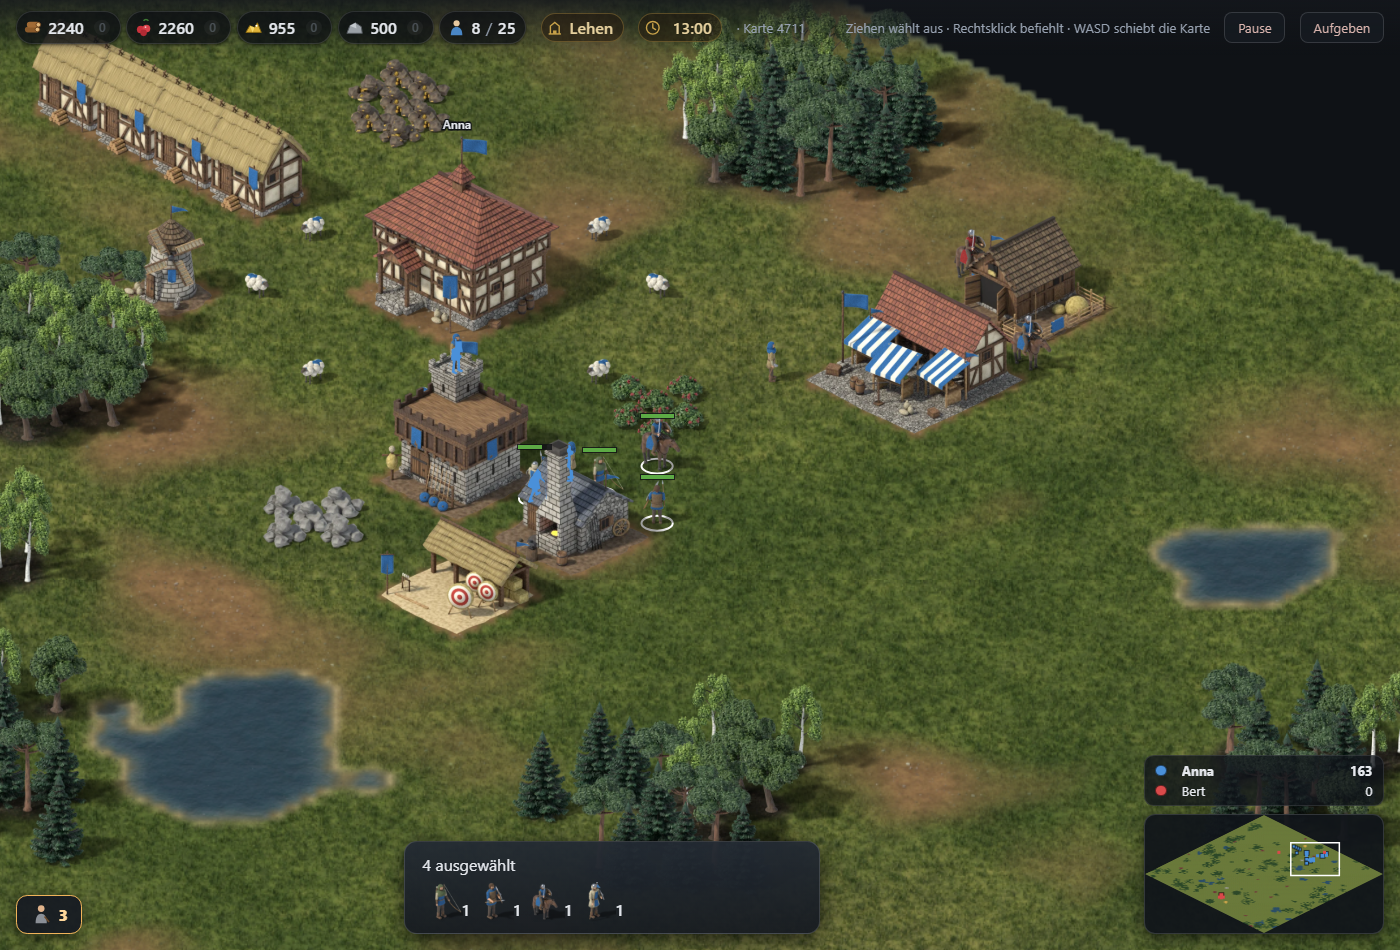 2240 0 2260 0 955 0 500 0 8 / 25 Lehen 13:00 · Karte 4711 Ziehen wählt aus · Rechtsklick befiehlt · WASD schiebt die Karte Pause Aufgeben
Anna
Anna 163
Bert 0
4 ausgewählt
1 1 1 1
3